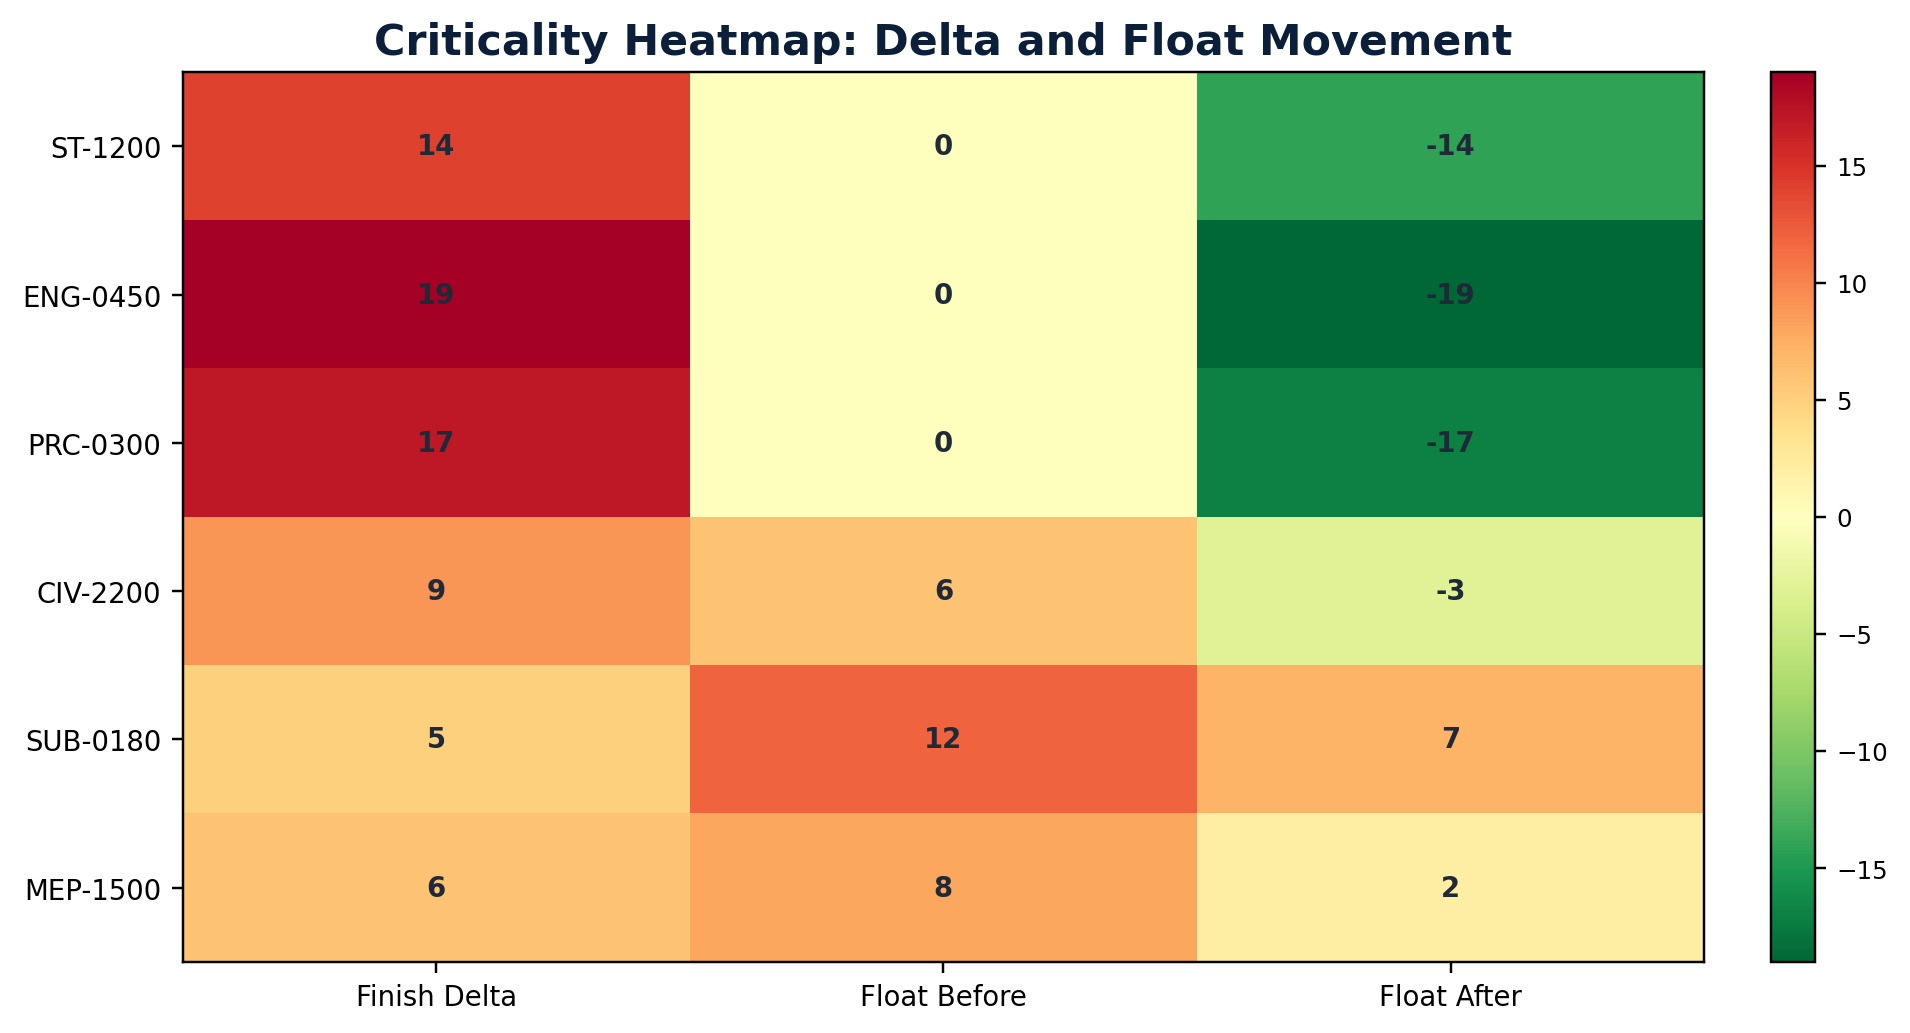 Criticality Heatmap: Delta and Float Movement
ST-1200 14 0 -14
ENG-0450 19 0 -19
PRC-0300 17 0 -17
CIV-2200 9 6 -3
SUB-0180 5 12 7
MEP-1500 6 8 2
Finish Delta Float Before Float After
15
10
5
0
−5
−10
−15